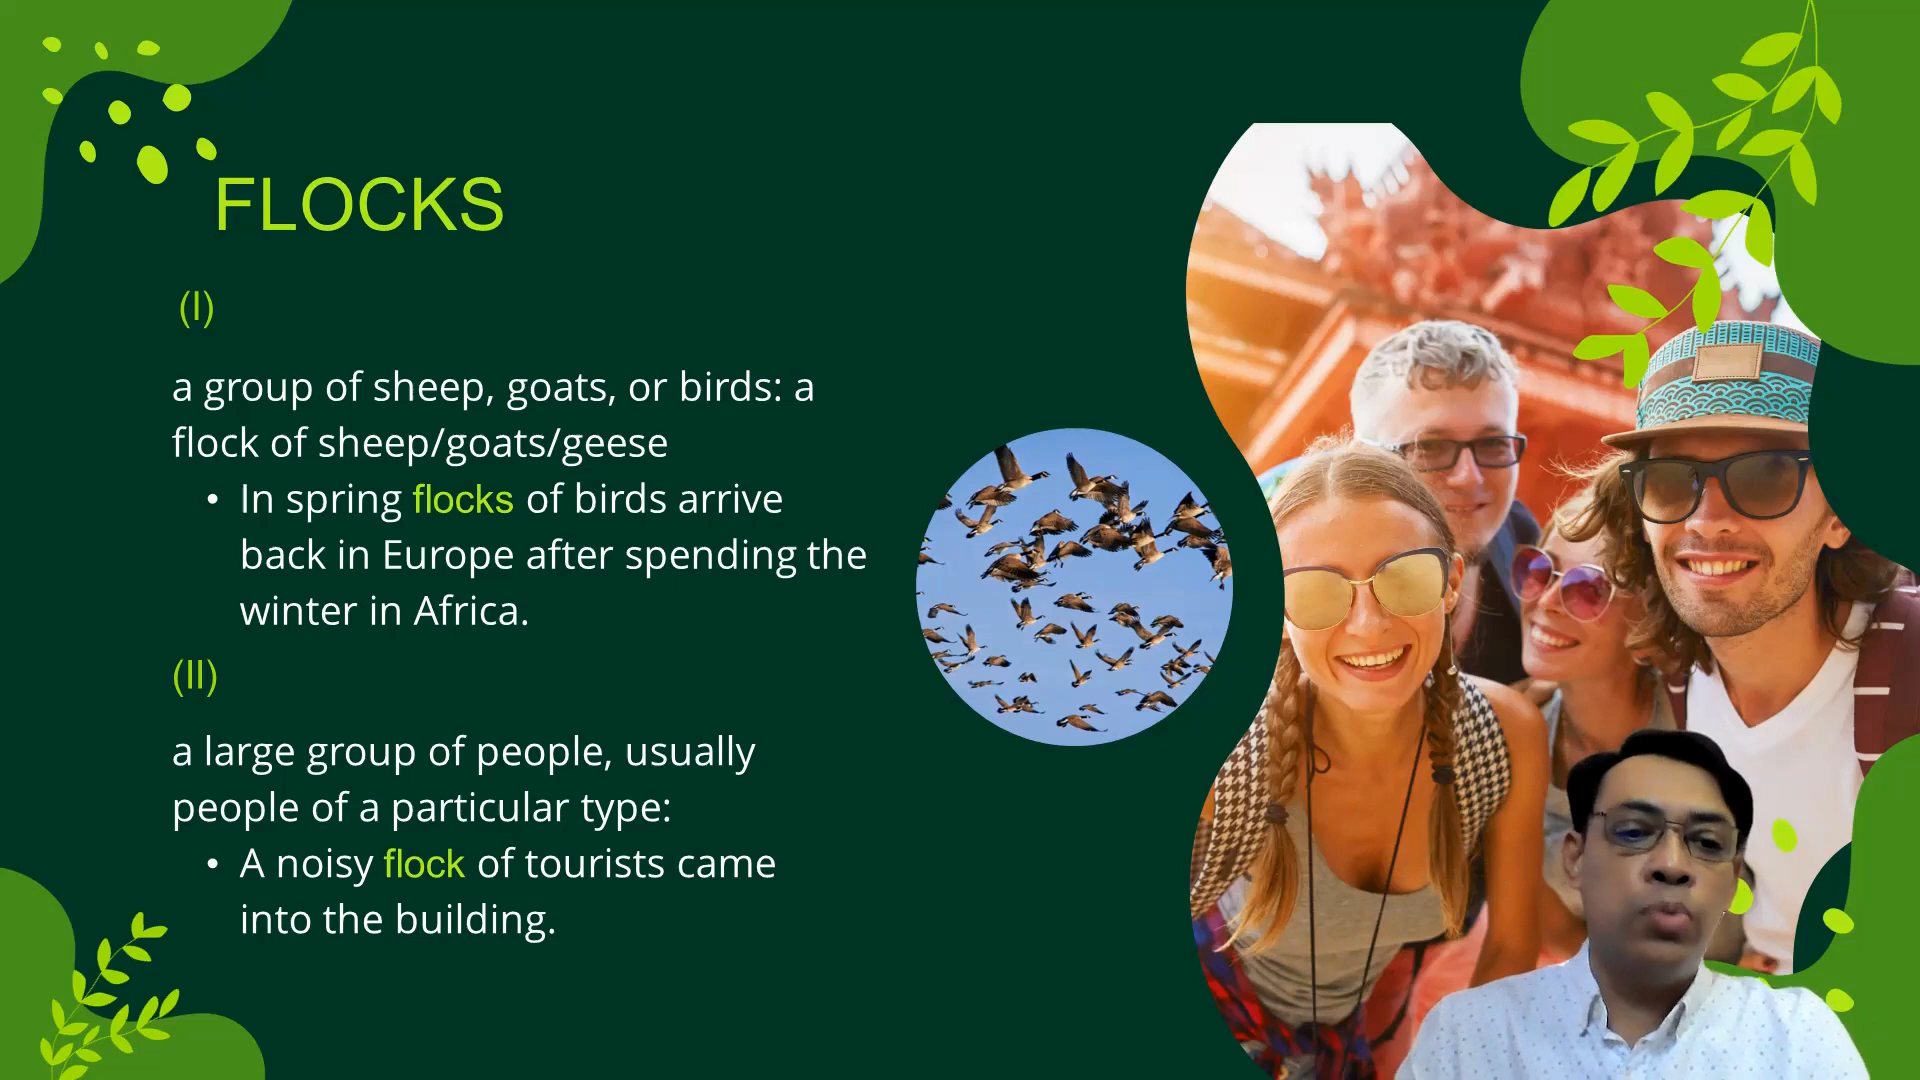 FLOCKS
(I)
a group of sheep, goats, or birds: a
flock of sheep/goats/geese
• In spring flocks of birds arrive
back in Europe after spending the
winter in Africa.
(II)
a large group of people, usually
people of a particular type:
• A noisy flock of tourists came
into the building.